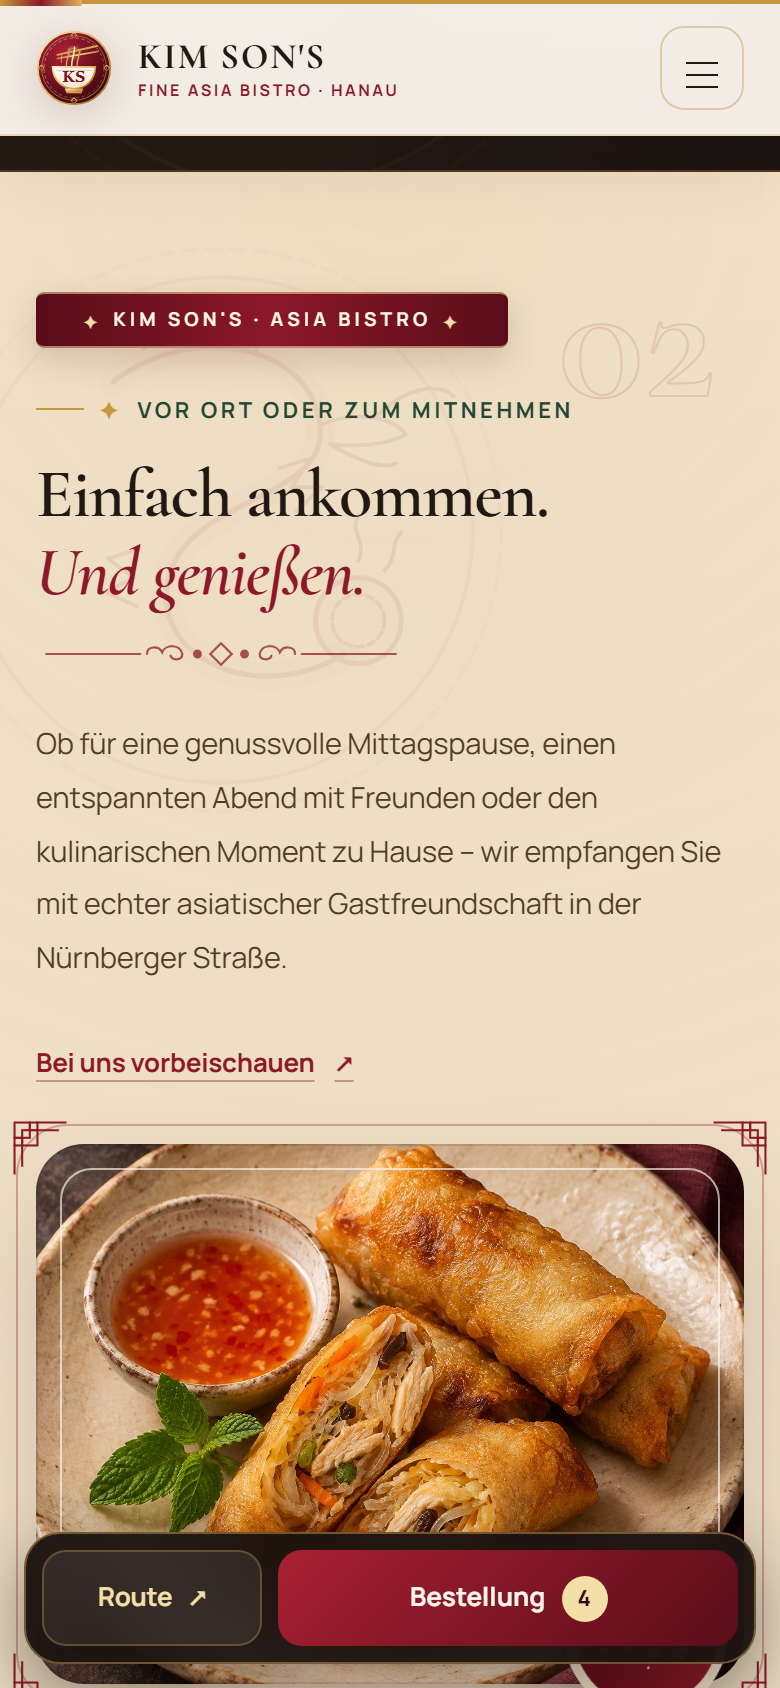 KS
KIM SON'S
FINE ASIA BISTRO · HANAU
✦ KIM SON'S · ASIA BISTRO ✦
02
✦ VOR ORT ODER ZUM MITNEHMEN
Einfach ankommen.
Und genießen.
Ob für eine genussvolle Mittagspause, einen
entspannten Abend mit Freunden oder den
kulinarischen Moment zu Hause – wir empfangen Sie
mit echter asiatischer Gastfreundschaft in der
Nürnberger Straße.
Bei uns vorbeischauen ↗
Route ↗
Bestellung 4